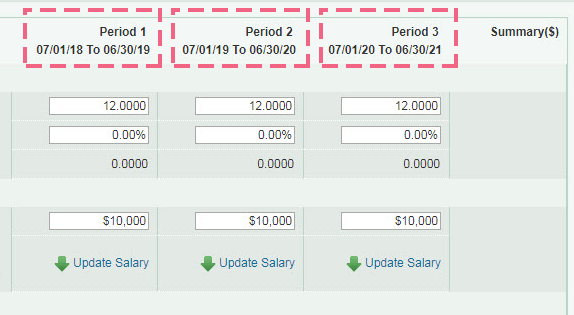 Period 1 Period 2 Period 3 Summary($)
07/01/18 To 06/30/19 07/01/19 To 06/30/20 07/01/20 To 06/30/21
12.0000 12.0000 12.0000
0.00% 0.00% 0.00%
0.0000 0.0000 0.0000
$10,000 $10,000 $10,000
Update Salary Update Salary Update Salary